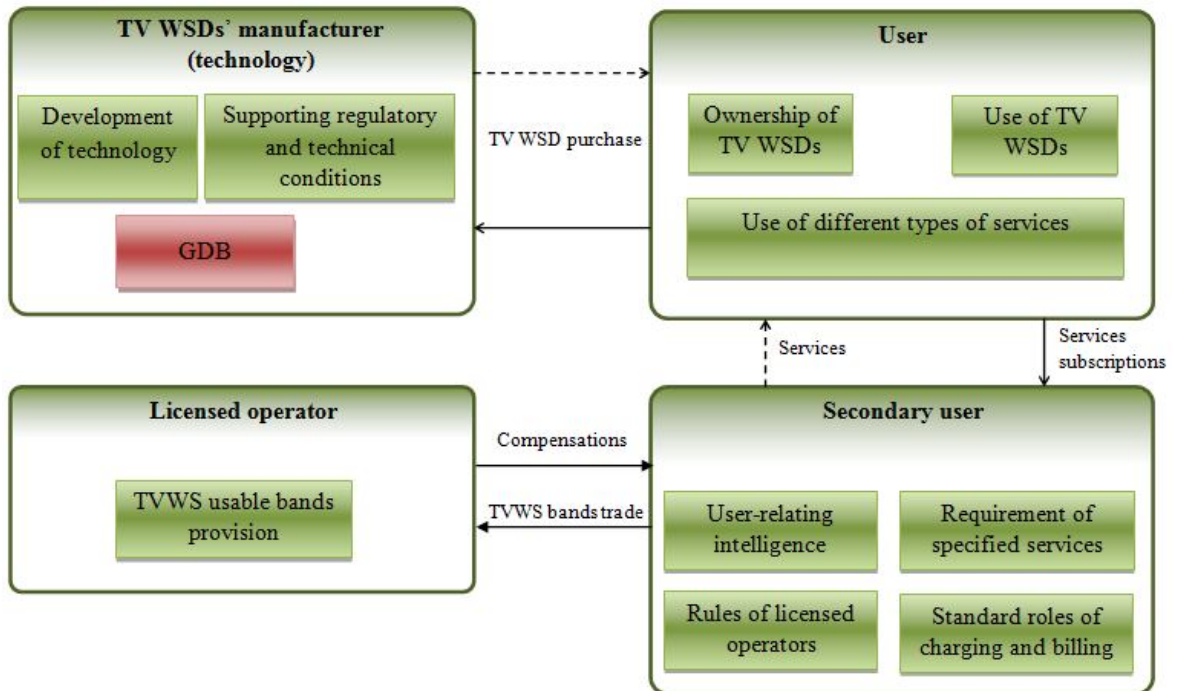 TV WSDs’ manufacturer
(technology)
Development
of technology
Supporting regulatory
and technical
conditions
GDB
TV WSD purchase
User
Ownership of
TV WSDs
Use of TV
WSDs
Use of different types of services
Services
Services
subscriptions
Licensed operator
TVWS usable bands
provision
Compensations
TVWS bands trade
Secondary user
User-relating
intelligence
Requirement of
specified services
Rules of licensed
operators
Standard roles of
charging and billing